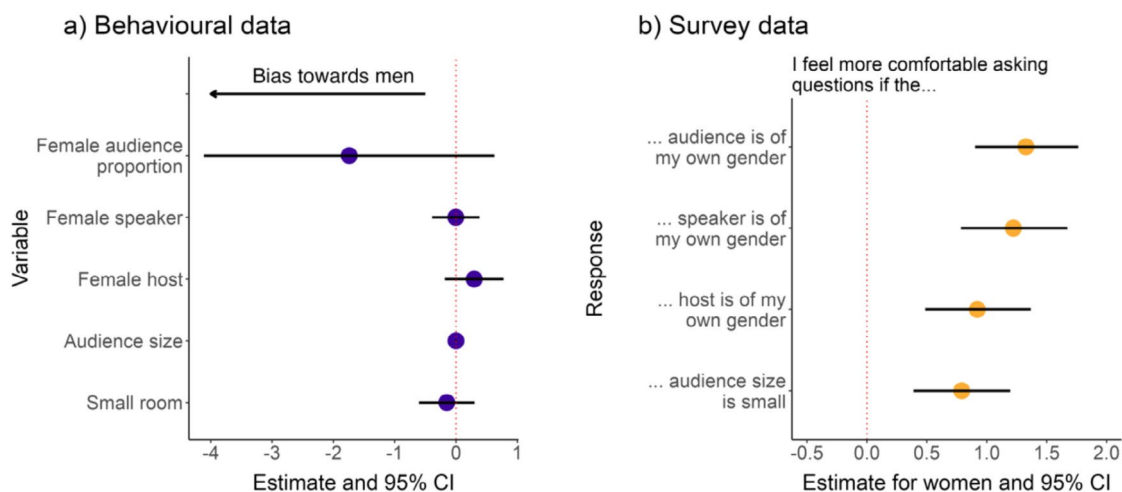 a) Behavioural data
Bias towards men
Female audience
proportion
Female speaker
Female host
Audience size
Small room
Variable
-4 -3 -2 -1 0 1
Estimate and 95% CI
b) Survey data
I feel more comfortable asking
questions if the...
... audience is of
my own gender
... speaker is of
my own gender
... host is of my
own gender
... audience size
is small
Response
-0.5 0.0 0.5 1.0 1.5 2.0
Estimate for women and 95% CI